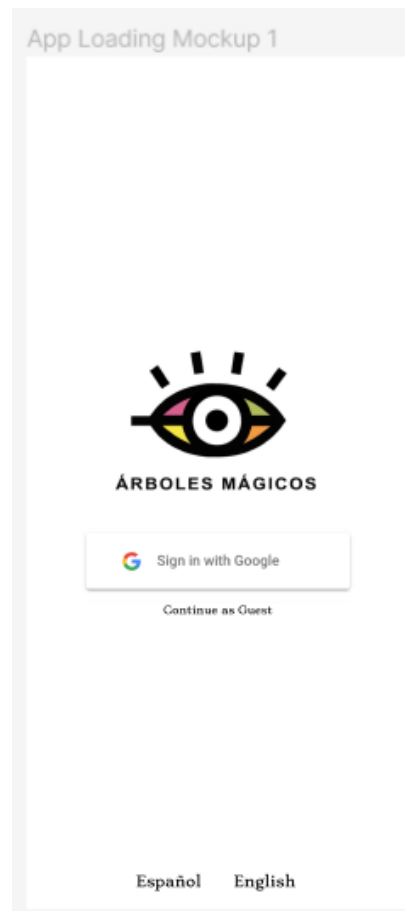 App Loading Mockup 1
ÁRBOLES MÁGICOS
Sign in with Google
Continue as Guest
Español English